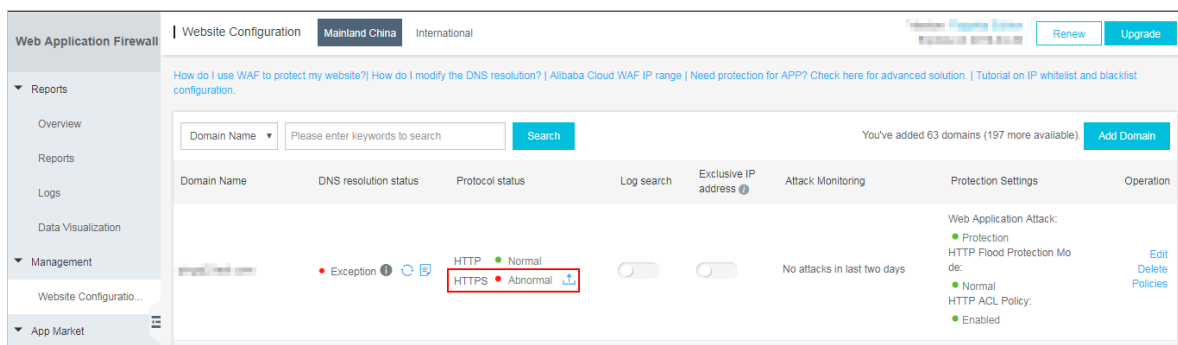 Web Application Firewall
Website Configuration
Mainland China
International
Renew
Upgrade
How do I use WAF to protect my website?| How do I modify the DNS resolution? | Alibaba Cloud WAF IP range | Need protection for APP? Check here for advanced solution. | Tutorial on IP whitelist and blacklist
configuration.
Reports
Overview
Reports
Logs
Data Visualization
Management
Website Configuratio...
App Market
Domain Name
Please enter keywords to search
Search
You've added 63 domains (197 more available).
Add Domain
Domain Name
DNS resolution status
Protocol status
Log search
Exclusive IP
address
Attack Monitoring
Protection Settings
Operation
Exception
HTTP Normal
HTTPS Abnormal
No attacks in last two days
Web Application Attack:
Protection
HTTP Flood Protection Mo
de:
Normal
HTTP ACL Policy:
Enabled
Edit
Delete
Policies